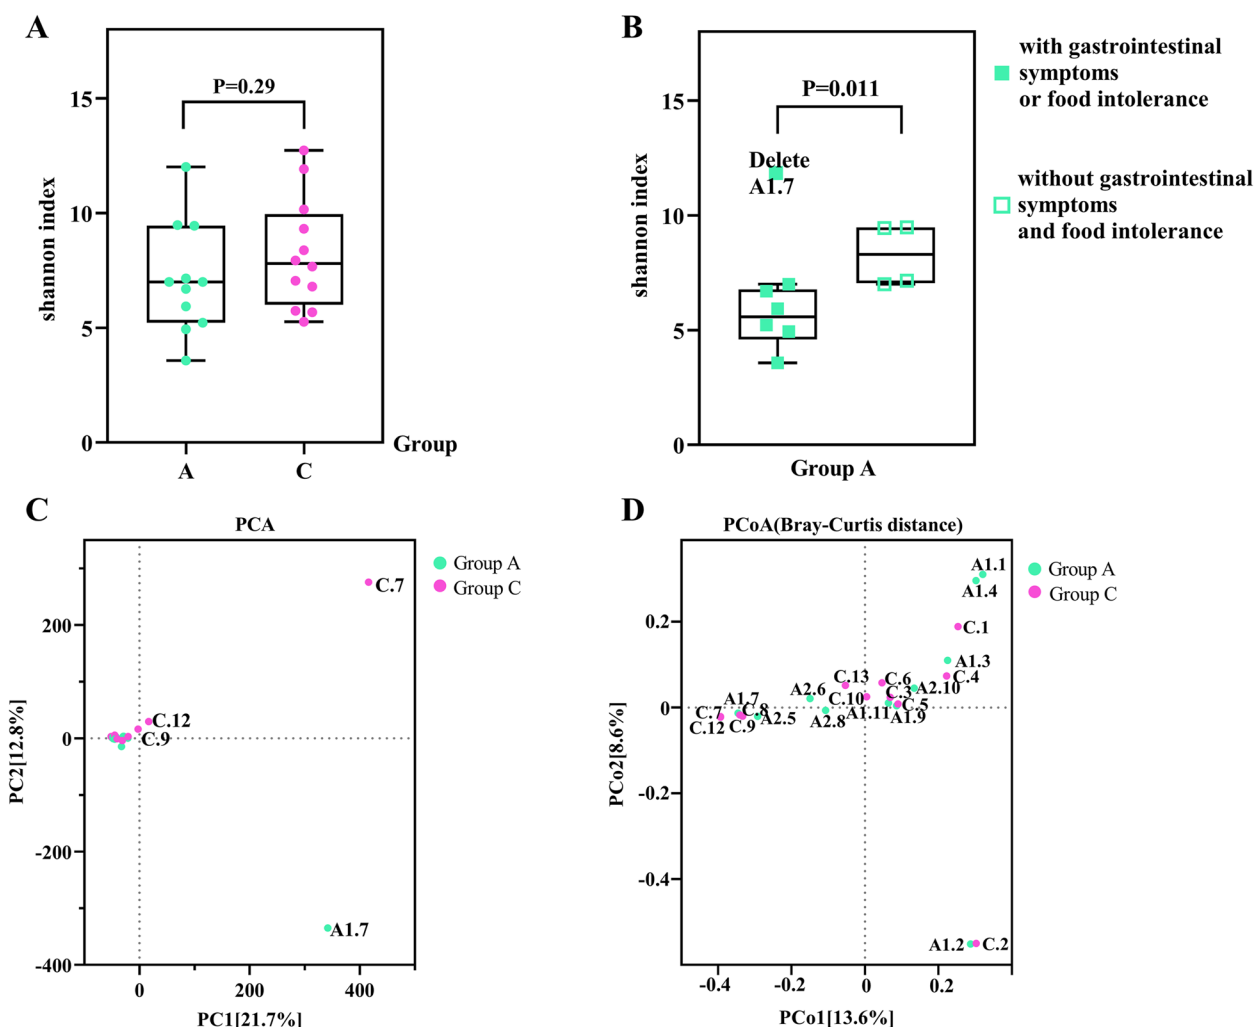 A
P=0.29
15
10
5
0
shannon index
A
C
Group
B
P=0.011
Delete
A1.7
15
10
5
0
shannon index
Group A
with gastrointestinal
symptoms
or food intolerance
without gastrointestinal
symptoms
and food intolerance
C
PCA
Group A
Group C
C.7
C.12
C.9
A1.7
200
0
-200
-400
PC2[12.8%]
0
200
400
PC1[21.7%]
D
PCoA(Bray-Curtis distance)
Group A
Group C
A1.1
A1.4
C.1
A1.3
C.4
C.13
C.6
A2.10
A2.6
C.10
C.3
C.5
A1.7
C.7
C.8
A2.5
A2.8
A1.11
A1.9
C.12
C.9
A1.2
C.2
0.2
0
-0.2
-0.4
PCo2[8.6%]
-0.4
-0.2
0
0.2
PCo1[13.6%]